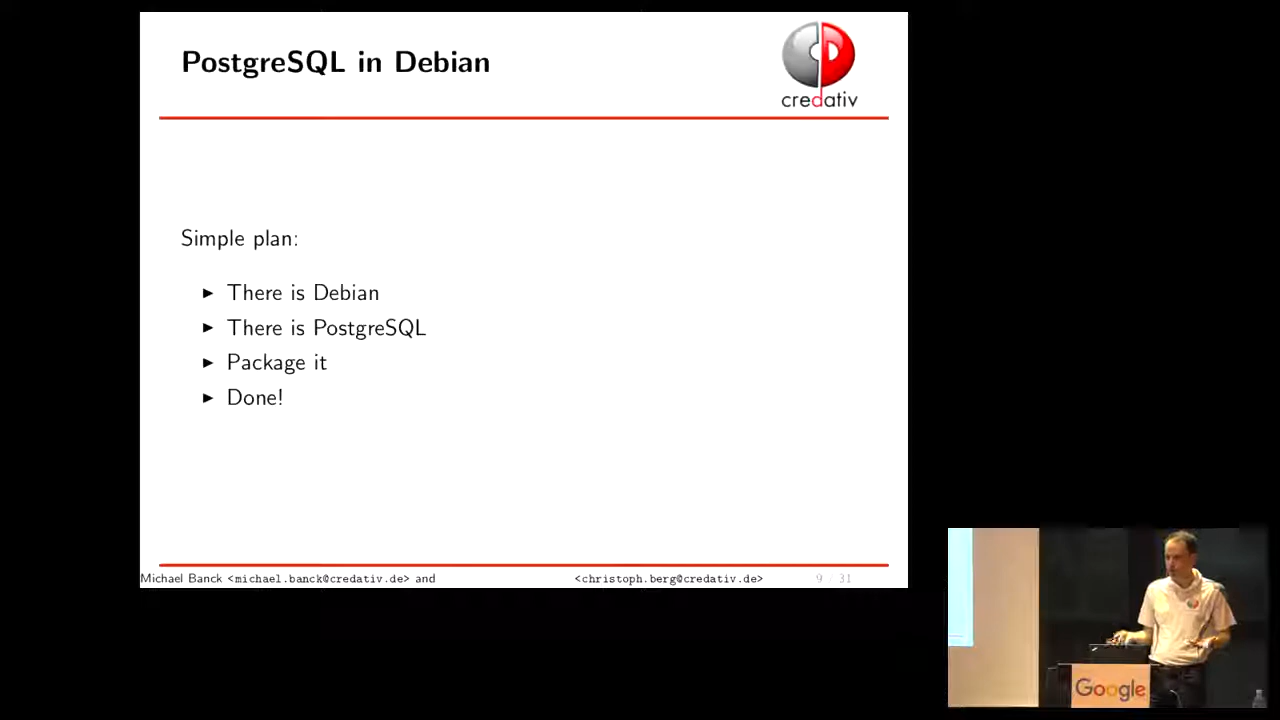 PostgreSQL in Debian
credativ
Simple plan:
▶ There is Debian
▶ There is PostgreSQL
▶ Package it
▶ Done!
Michael Banck <michael.banck@credativ.de> and <christoph.berg@credativ.de> 9 / 31
Google